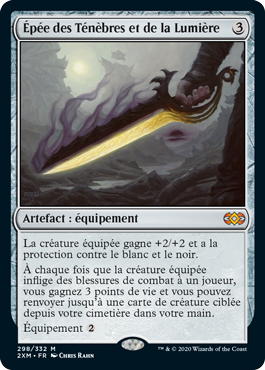 Épée des Ténèbres et de la Lumière 3
Artefact : équipement
La créature équipée gagne +2/+2 et a la
protection contre le blanc et le noir.
À chaque fois que la créature équipée
inflige des blessures de combat à un joueur,
vous gagnez 3 points de vie et vous pouvez
renvoyer jusqu'à une carte de créature ciblée
depuis votre cimetière dans votre main.
Équipement 2
298/332 M
2XM • FR Chris Rahn
™ & © 2020 Wizards of the Coast